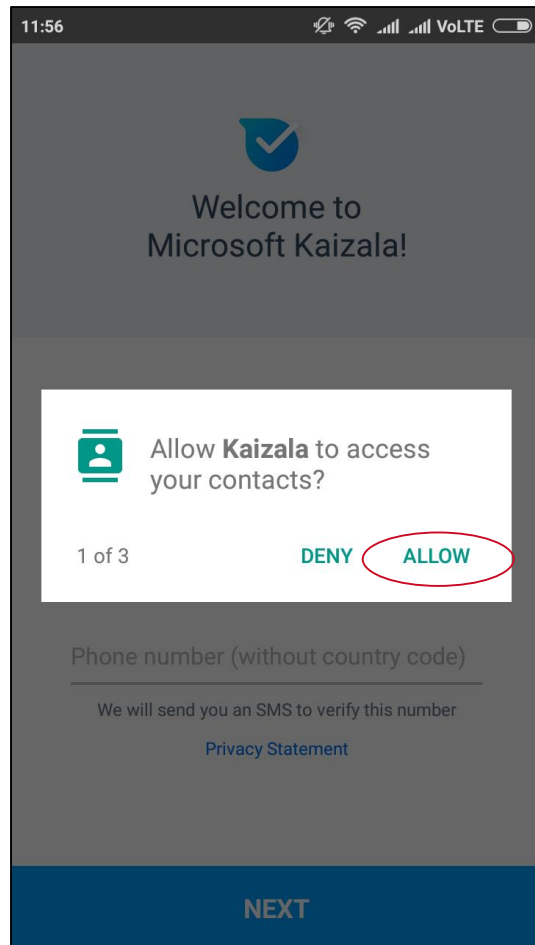 11:56 VoLTE
Welcome to
Microsoft Kaizala!
Allow Kaizala to access
your contacts?
1 of 3 DENY ALLOW
Phone number (without country code)
We will send you an SMS to verify this number
Privacy Statement
NEXT